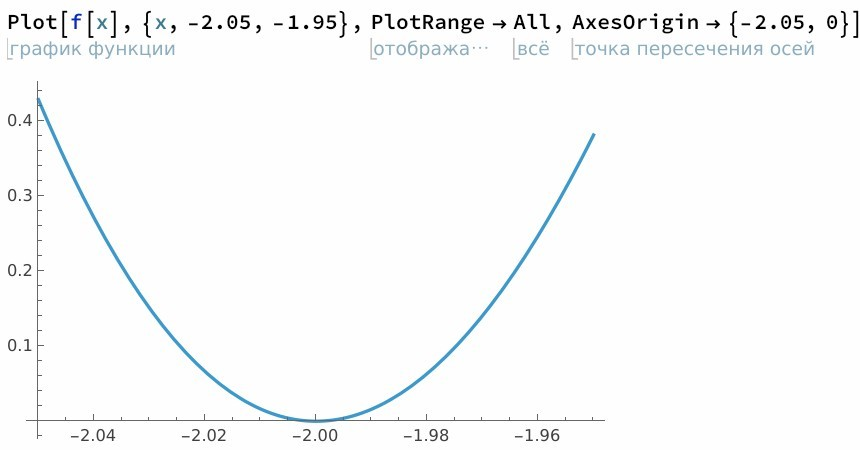 Plot[f[x], {x, -2.05, -1.95}, PlotRange → All, AxesOrigin → {-2.05, 0}]
график функции отобража⋯ всё точка пересечения осей
0.4
0.3
0.2
0.1
−2.04 −2.02 −2.00 −1.98 −1.96